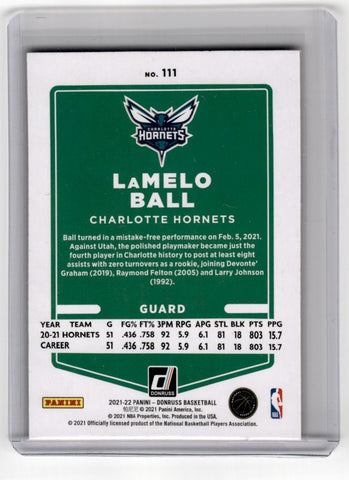 NO. 111
CHARLOTTE
HORNETS
LaMELO
BALL
CHARLOTTE HORNETS
Ball turned in a mistake-free performance on Feb. 5, 2021.
Against Utah, the polished playmaker became just the
fourth player in Charlotte history to post at least eight
assists with zero turnovers as a rookie, joining Devonte'
Graham (2019), Raymond Felton (2005) and Larry Johnson
(1992).
GUARD
YEAR TEAM G FG% FT% 3PM RPG APG STL BLK PTS PPG
20-21 HORNETS 51 .436 .758 92 5.9 6.1 81 18 803 15.7
CAREER 51 .436 .758 92 5.9 6.1 81 18 803 15.7
PANINI
DONRUSS
2021-22 PANINI - DONRUSS BASKETBALL
帕尼尼 © 2021 Panini America, Inc.
© 2021 NBA Properties, Inc. Produced in the USA.
© 2021 Officially licensed product of the National Basketball Players Association.